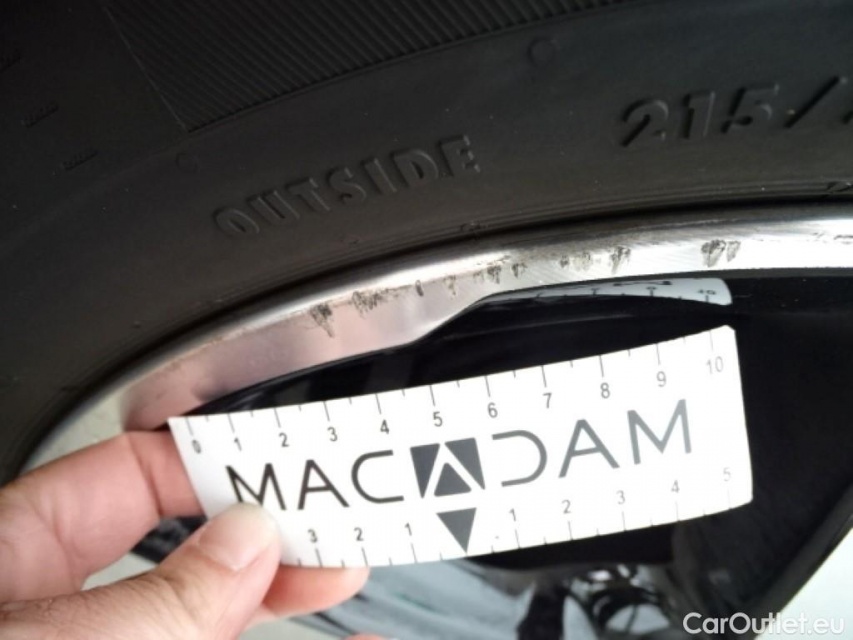 OUTSIDE
215/
0 1 2 3 4 5 6 7 8 9 10
MACADAM
3 2 1 1 2 3 4 5
CarOutlet.eu